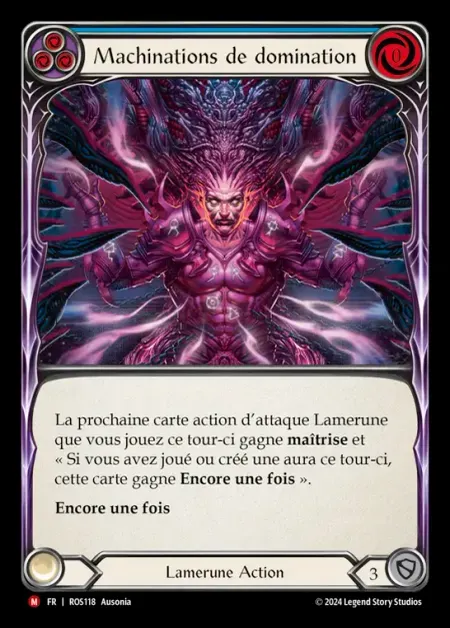 Machinations de domination
0
La prochaine carte action d'attaque Lamerune
que vous jouez ce tour-ci gagne maîtrise et
« Si vous avez joué ou créé une aura ce tour-ci,
cette carte gagne Encore une fois ».
Encore une fois
Lamerune Action
3
M FR | ROS118 Ausonia
© 2024 Legend Story Studios